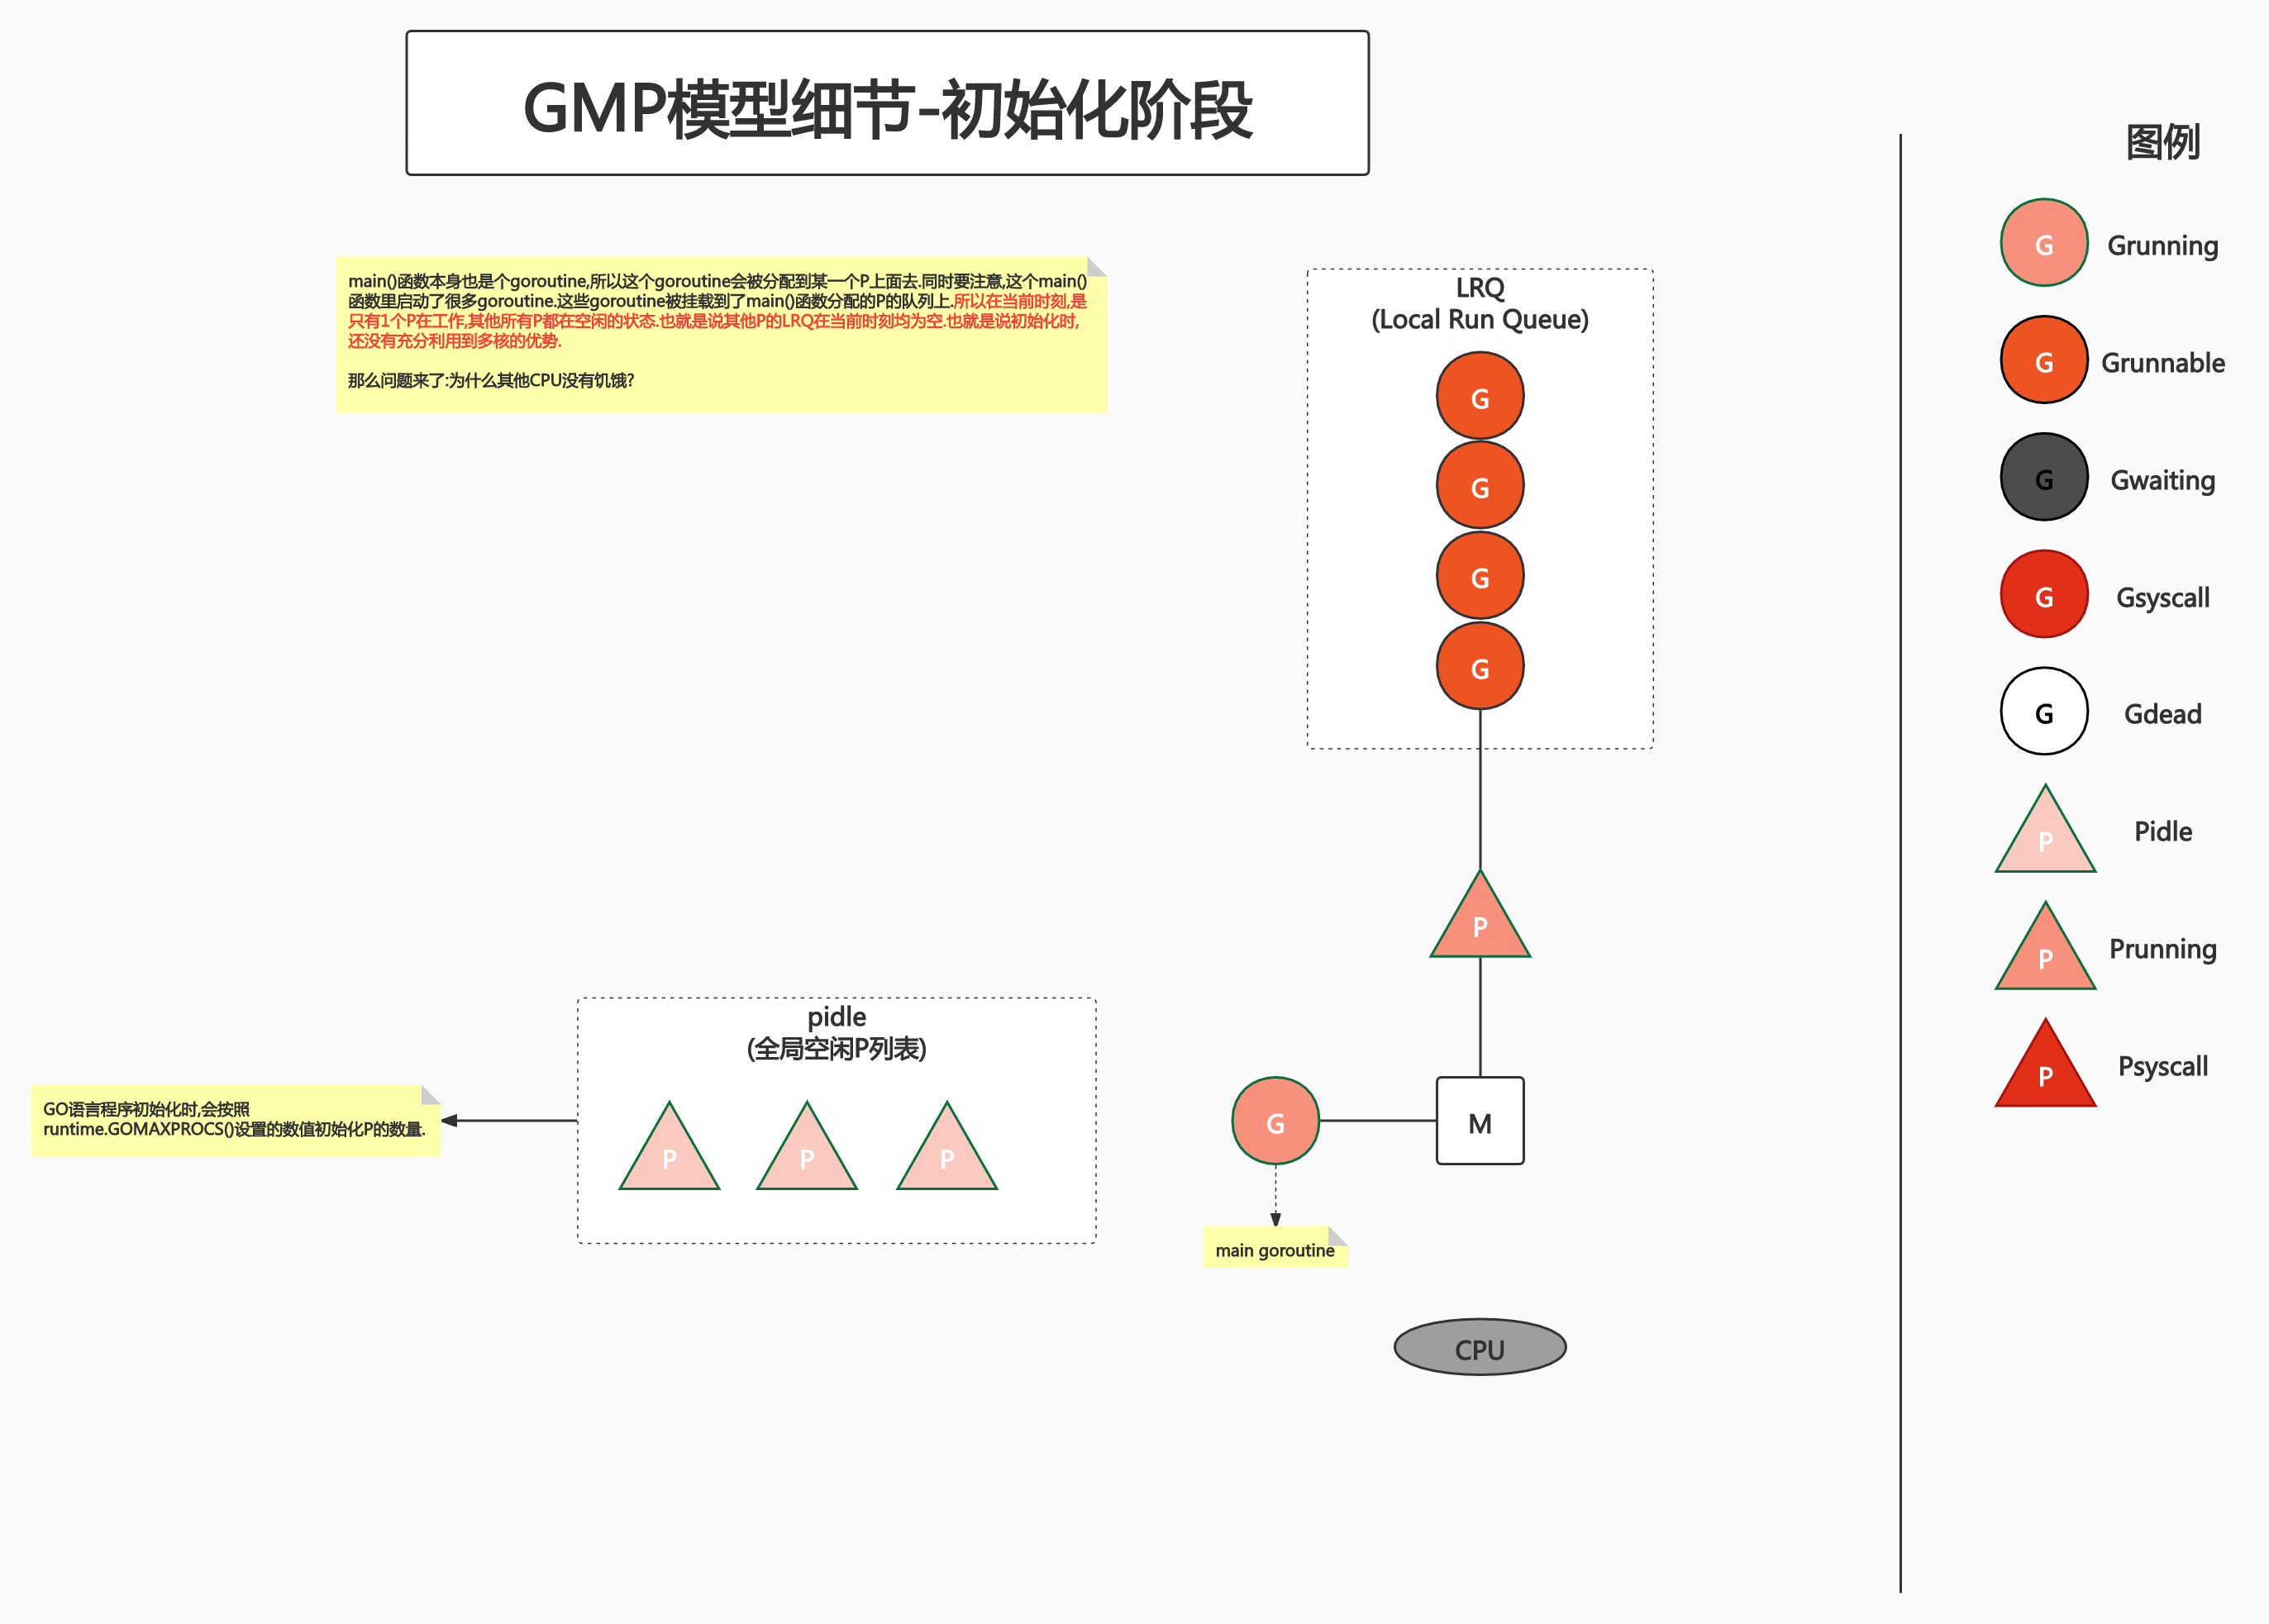 GMP模型细节-初始化阶段
main()函数本身也是个goroutine,所以这个goroutine会被分配到某一个P上面去.同时要注意,这个main()
函数里启动了很多goroutine.这些goroutine被挂载到了main()函数分配的P的队列上.所以在当前时刻,是
只有1个P在工作,其他所有P都在空闲的状态.也就是说其他P的LRQ在当前时刻均为空.也就是说初始化时,
还没有充分利用到多核的优势.
那么问题来了:为什么其他CPU没有饥饿?
LRQ
(Local Run Queue)
G
G
G
G
P
pidle
(全局空闲P列表)
P
P
P
GO语言程序初始化时,会按照
runtime.GOMAXPROCS()设置的数值初始化P的数量.
G
M
main goroutine
CPU
图例
G
Grunning
G
Grunnable
G
Gwaiting
G
Gsyscall
G
Gdead
P
Pidle
P
Prunning
P
Psyscall